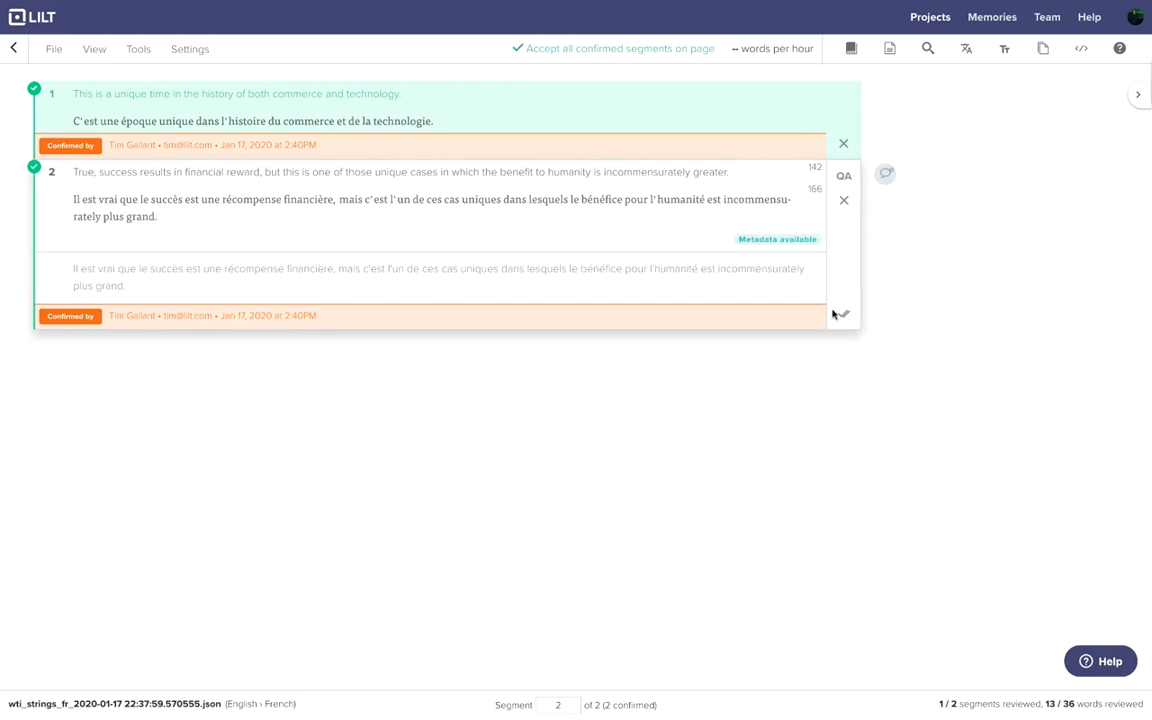 LILT
Projects Memories Team Help
File View Tools Settings Accept all confirmed segments on page -- words per hour
1 This is a unique time in the history of both commerce and technology.
C'est une époque unique dans l'histoire du commerce et de la technologie.
Confirmed by Tim Gallant • tim@lilt.com • Jan 17, 2020 at 2:40PM
2 True, success results in financial reward, but this is one of those unique cases in which the benefit to humanity is incommensurately greater. 142
QA
166
Il est vrai que le succès est une récompense financière, mais c'est l'un de ces cas uniques dans lesquels le bénéfice pour l'humanité est incommensu-
rately plus grand.
Metadata available
Il est vrai que le succès est une récompense financière, mais c'est l'un de ces cas uniques dans lesquels le bénéfice pour l'humanité est incommensurately
plus grand.
Confirmed by Tim Gallant • tim@lilt.com • Jan 17, 2020 at 2:40PM
Help
wti_strings_fr_2020-01-17 22:37:59.570555.json (English › French) Segment 2 of 2 (2 confirmed) 1 / 2 segments reviewed, 13 / 36 words reviewed